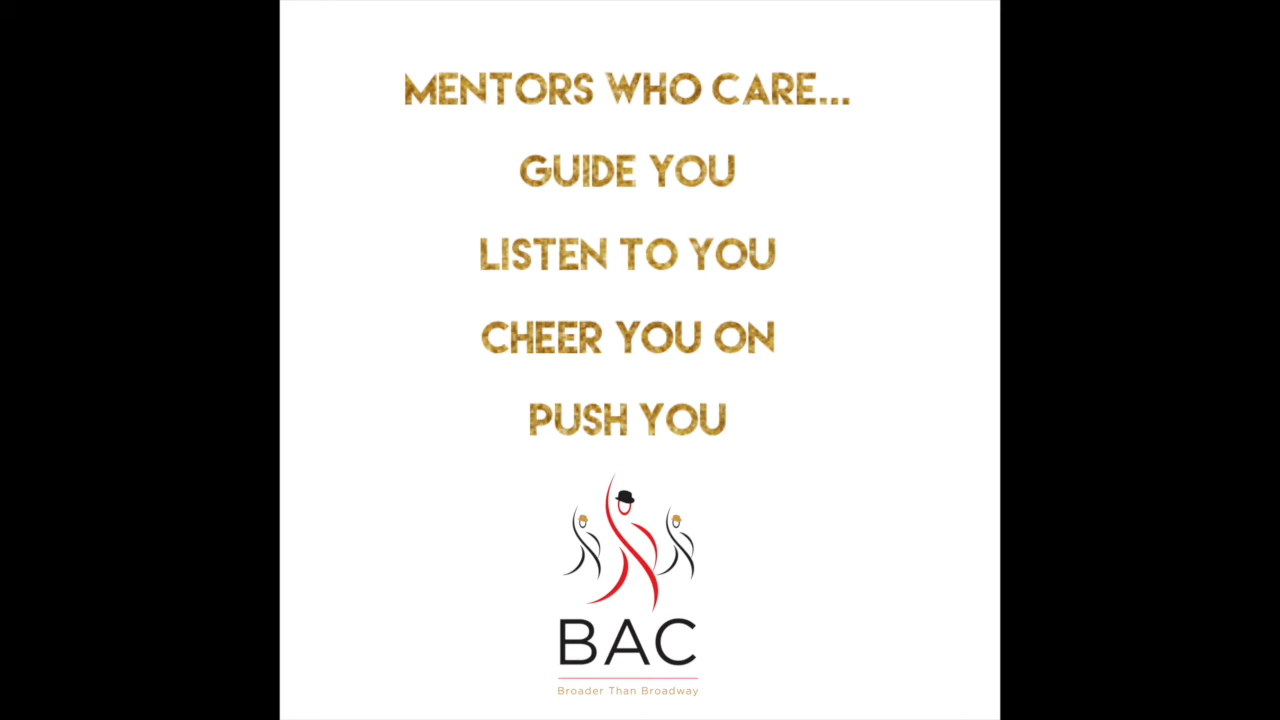 MENTORS WHO CARE...
GUIDE YOU
LISTEN TO YOU
CHEER YOU ON
PUSH YOU
BAC
Broader Than Broadway